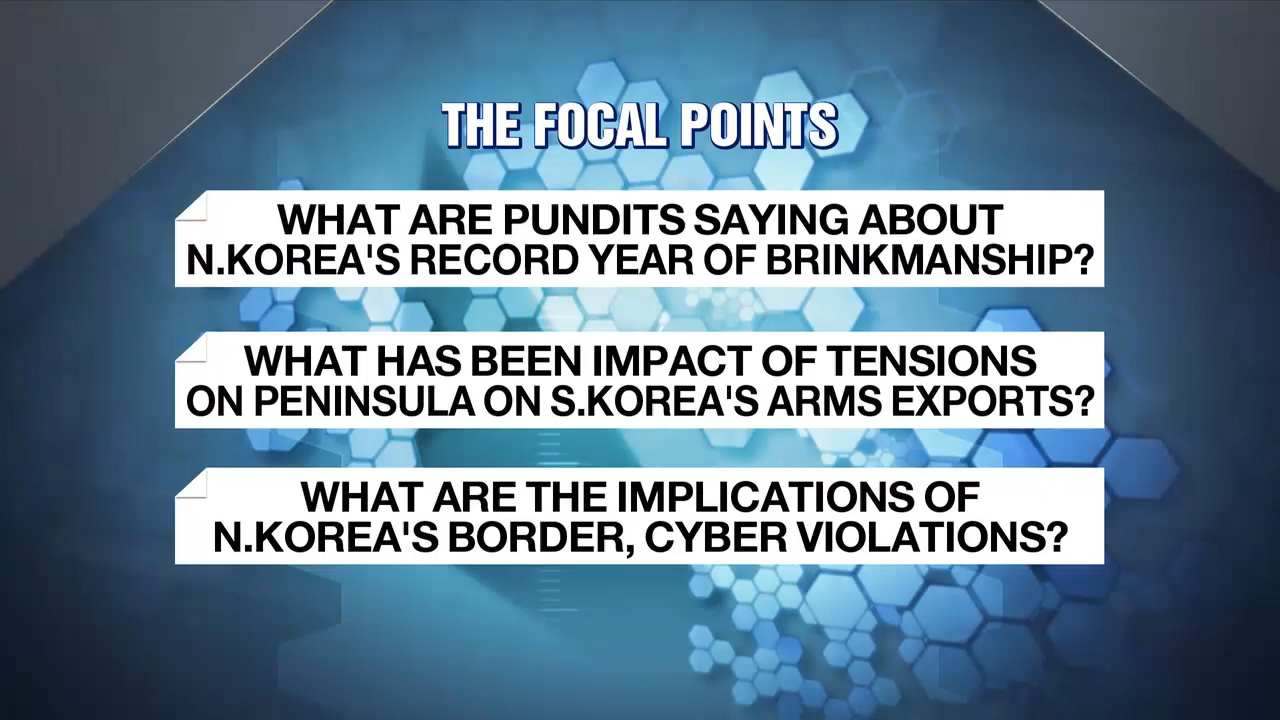 THE FOCAL POINTS
WHAT ARE PUNDITS SAYING ABOUT
N.KOREA'S RECORD YEAR OF BRINKMANSHIP?
WHAT HAS BEEN IMPACT OF TENSIONS
ON PENINSULA ON S.KOREA'S ARMS EXPORTS?
WHAT ARE THE IMPLICATIONS OF
N.KOREA'S BORDER, CYBER VIOLATIONS?